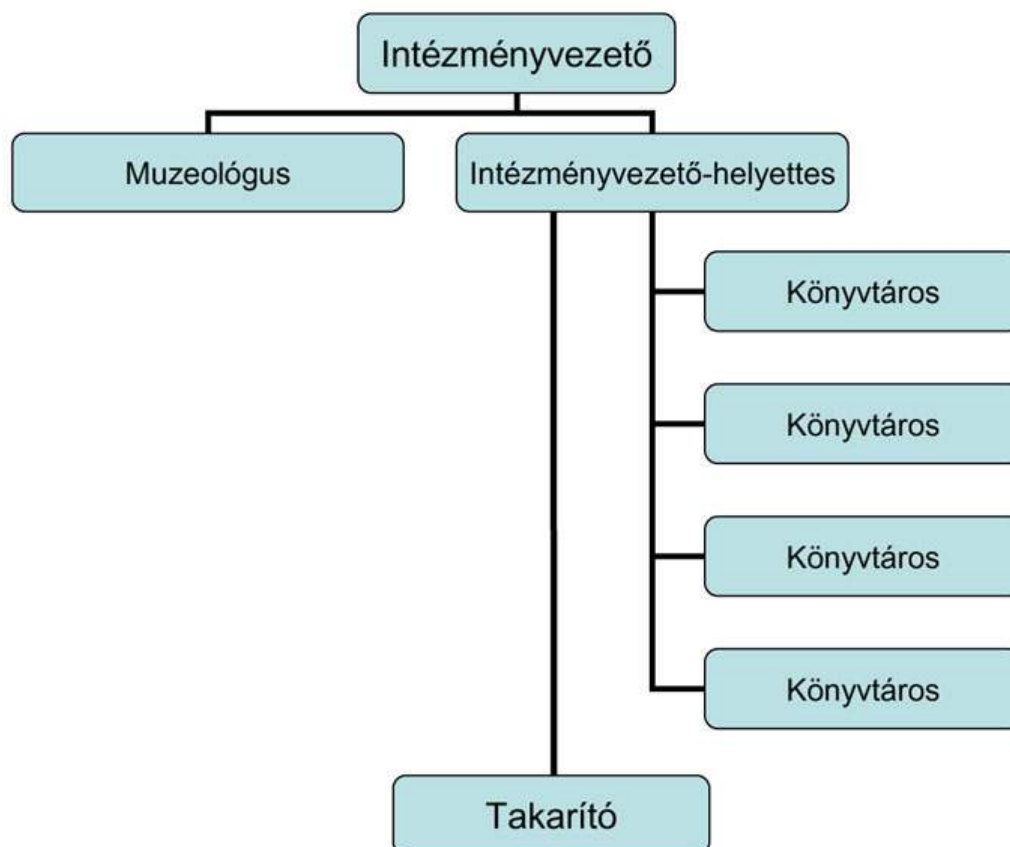 Intézményvezető
Muzeológus
Intézményvezető-helyettes
Könyvtáros
Könyvtáros
Könyvtáros
Könyvtáros
Takarító